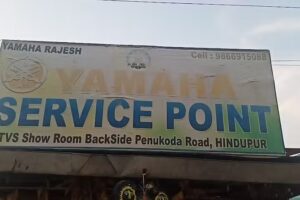 YAMAHA RAJESH
Cell : 9866915088
YAMAHA
SERVICE POINT
TVS Show Room BackSide Penukoda Road, HINDUPUR